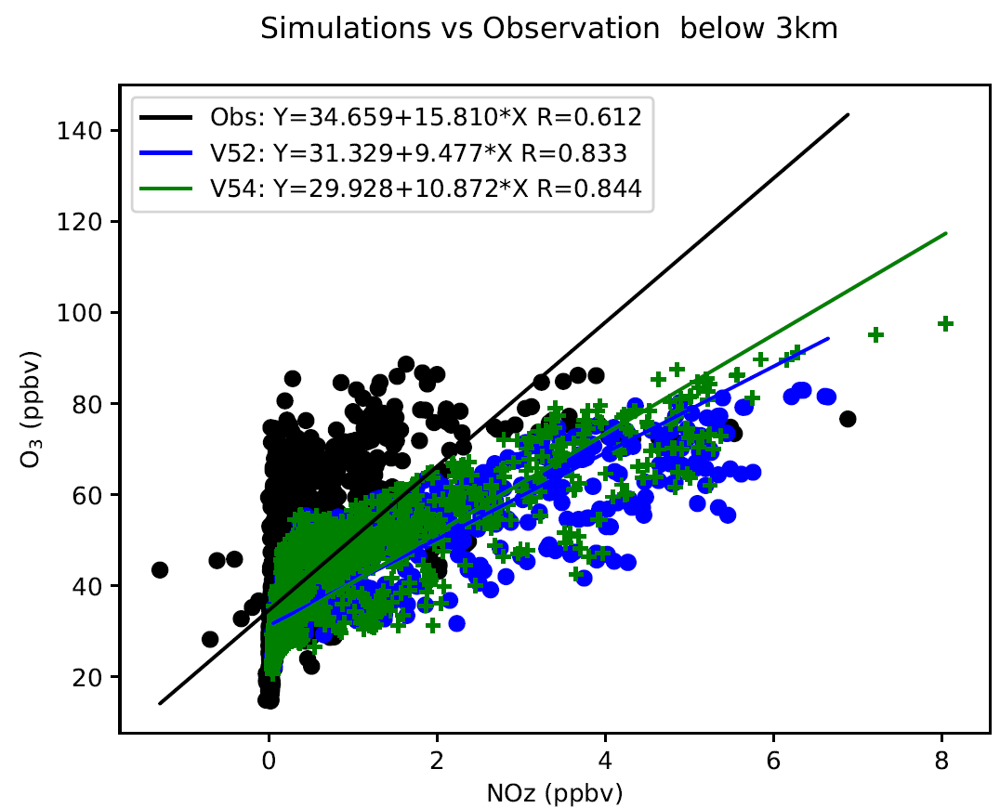 Simulations vs Observation  below 3km
Obs: Y=34.659+15.810*X R=0.612
V52: Y=31.329+9.477*X R=0.833
V54: Y=29.928+10.872*X R=0.844
140
120
100
80
60
40
20
O₃ (ppbv)
0 2 4 6 8
NOz (ppbv)